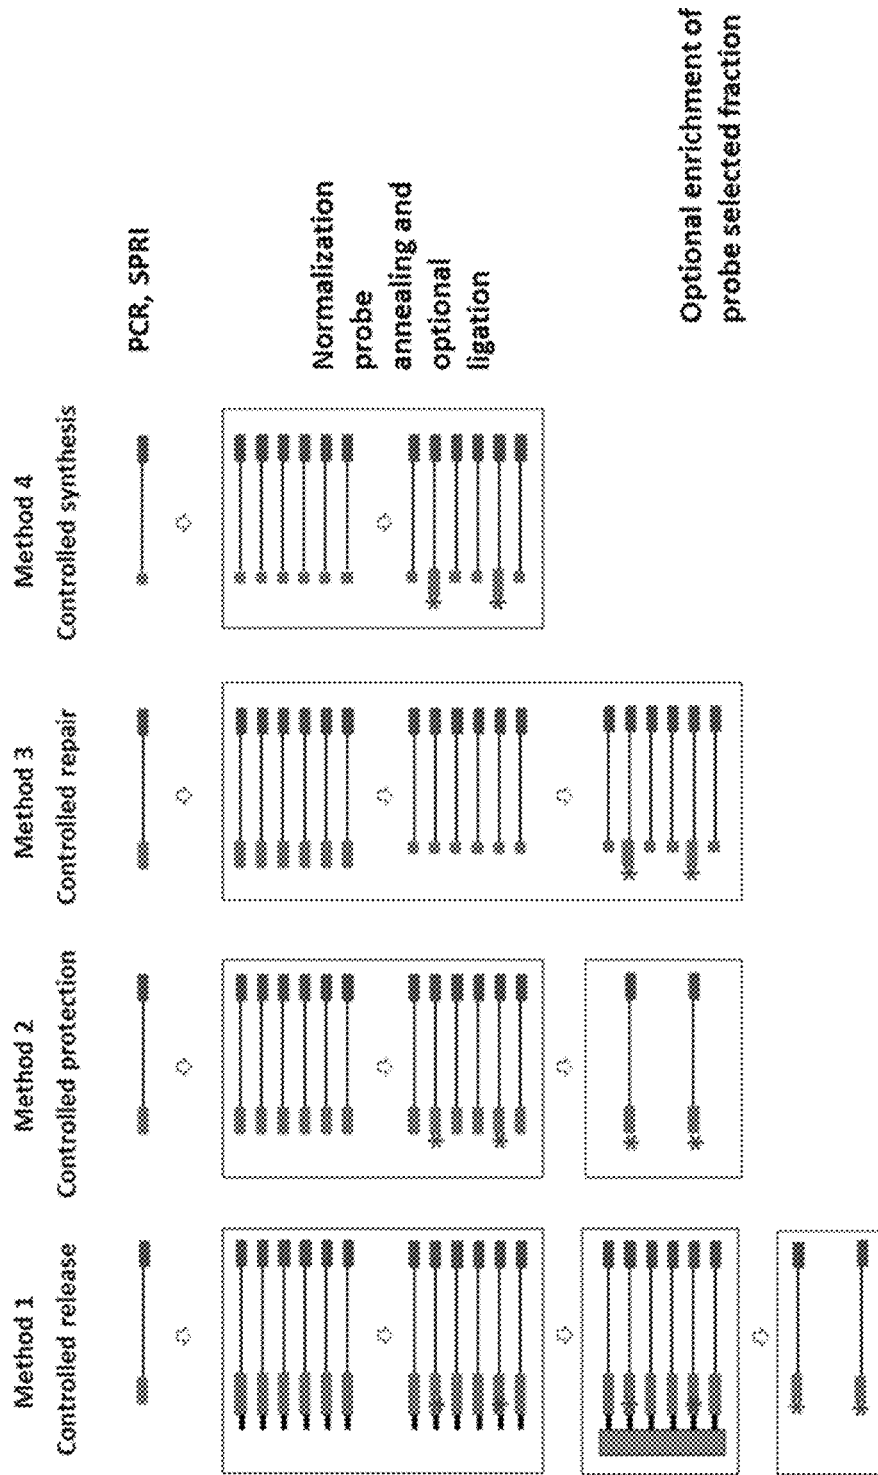 Method 1
Controlled release
Method 2
Controlled protection
Method 3
Controlled repair
Method 4
Controlled synthesis
PCR, SPRI
Normalization
probe
annealing and
optional
ligation
Optional enrichment of
probe selected fraction